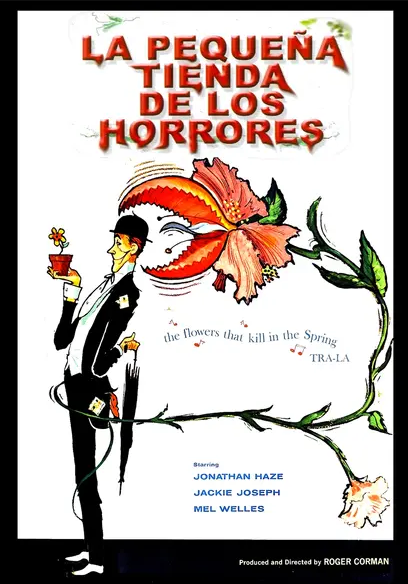 LA PEQUEÑA
TIENDA
DE LOS
HORRORES
the flowers that kill in the Spring
TRA-LA
Starring
JONATHAN HAZE
JACKIE JOSEPH
MEL WELLES
Produced and Directed by ROGER CORMAN